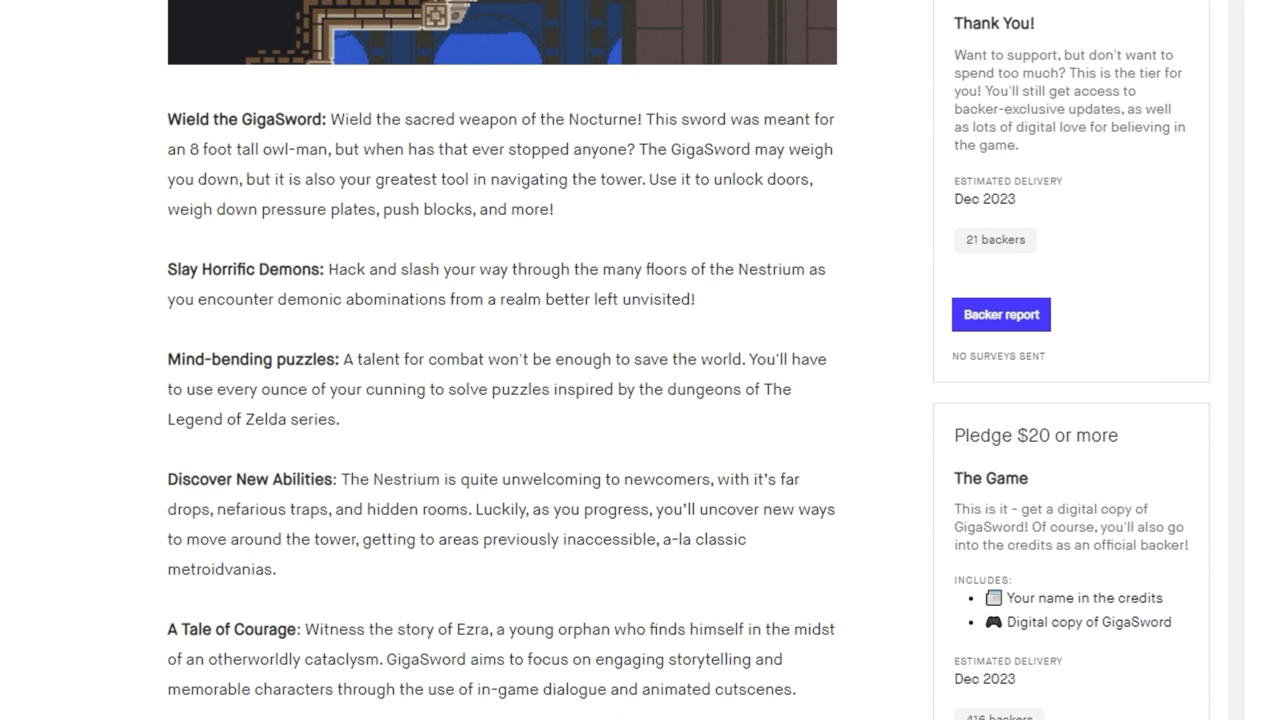 Wield the GigaSword: Wield the sacred weapon of the Nocturne! This sword was meant for
an 8 foot tall owl-man, but when has that ever stopped anyone? The GigaSword may weigh
you down, but it is also your greatest tool in navigating the tower. Use it to unlock doors,
weigh down pressure plates, push blocks, and more!
Slay Horrific Demons: Hack and slash your way through the many floors of the Nestrium as
you encounter demonic abominations from a realm better left unvisited!
Mind-bending puzzles: A talent for combat won't be enough to save the world. You'll have
to use every ounce of your cunning to solve puzzles inspired by the dungeons of The
Legend of Zelda series.
Discover New Abilities: The Nestrium is quite unwelcoming to newcomers, with it's far
drops, nefarious traps, and hidden rooms. Luckily, as you progress, you'll uncover new ways
to move around the tower, getting to areas previously inaccessible, a-la classic
metroidvanias.
A Tale of Courage: Witness the story of Ezra, a young orphan who finds himself in the midst
of an otherworldly cataclysm. GigaSword aims to focus on engaging storytelling and
memorable characters through the use of in-game dialogue and animated cutscenes.
Thank You!
Want to support, but don't want to
spend too much? This is the tier for
you! You'll still get access to
backer-exclusive updates, as well
as lots of digital love for believing in
the game.
ESTIMATED DELIVERY
Dec 2023
21 backers
Backer report
NO SURVEYS SENT
Pledge $20 or more
The Game
This is it - get a digital copy of
GigaSword! Of course, you'll also go
into the credits as an official backer!
INCLUDES:
Your name in the credits
Digital copy of GigaSword
ESTIMATED DELIVERY
Dec 2023
416 backers